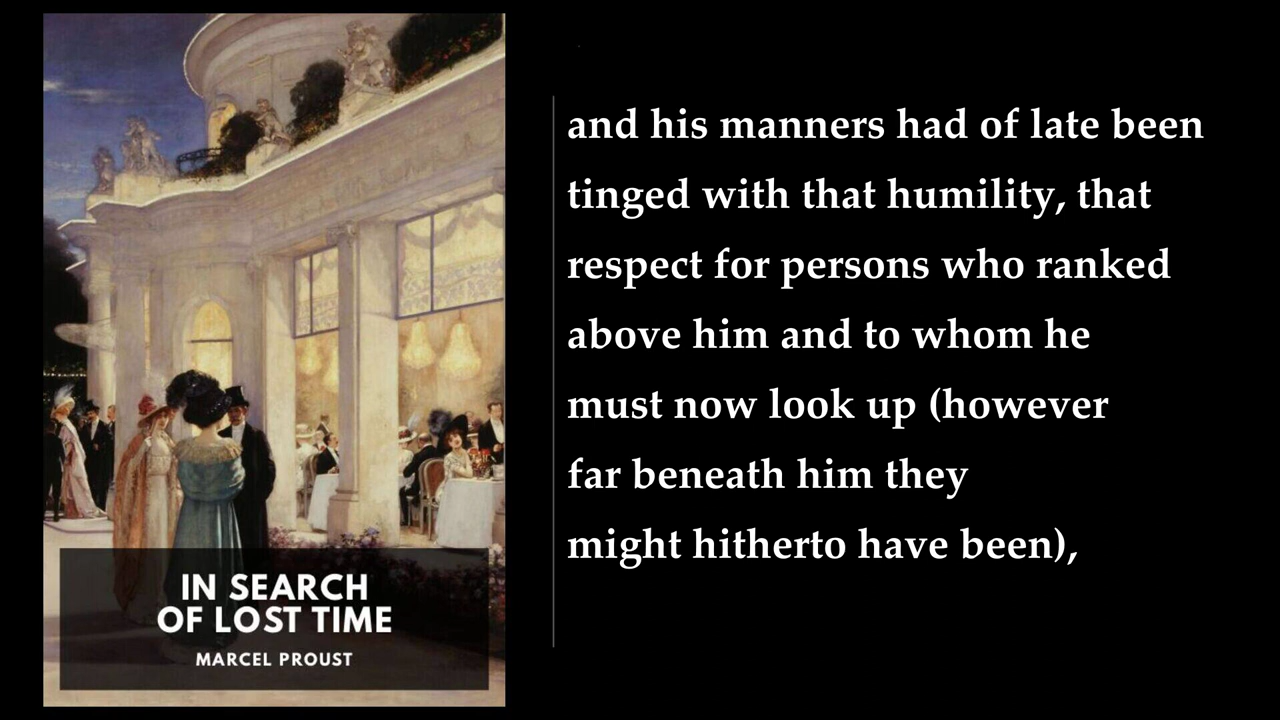 and his manners had of late been
tinged with that humility, that
respect for persons who ranked
above him and to whom he
must now look up (however
far beneath him they
might hitherto have been),
IN SEARCH
OF LOST TIME
MARCEL PROUST